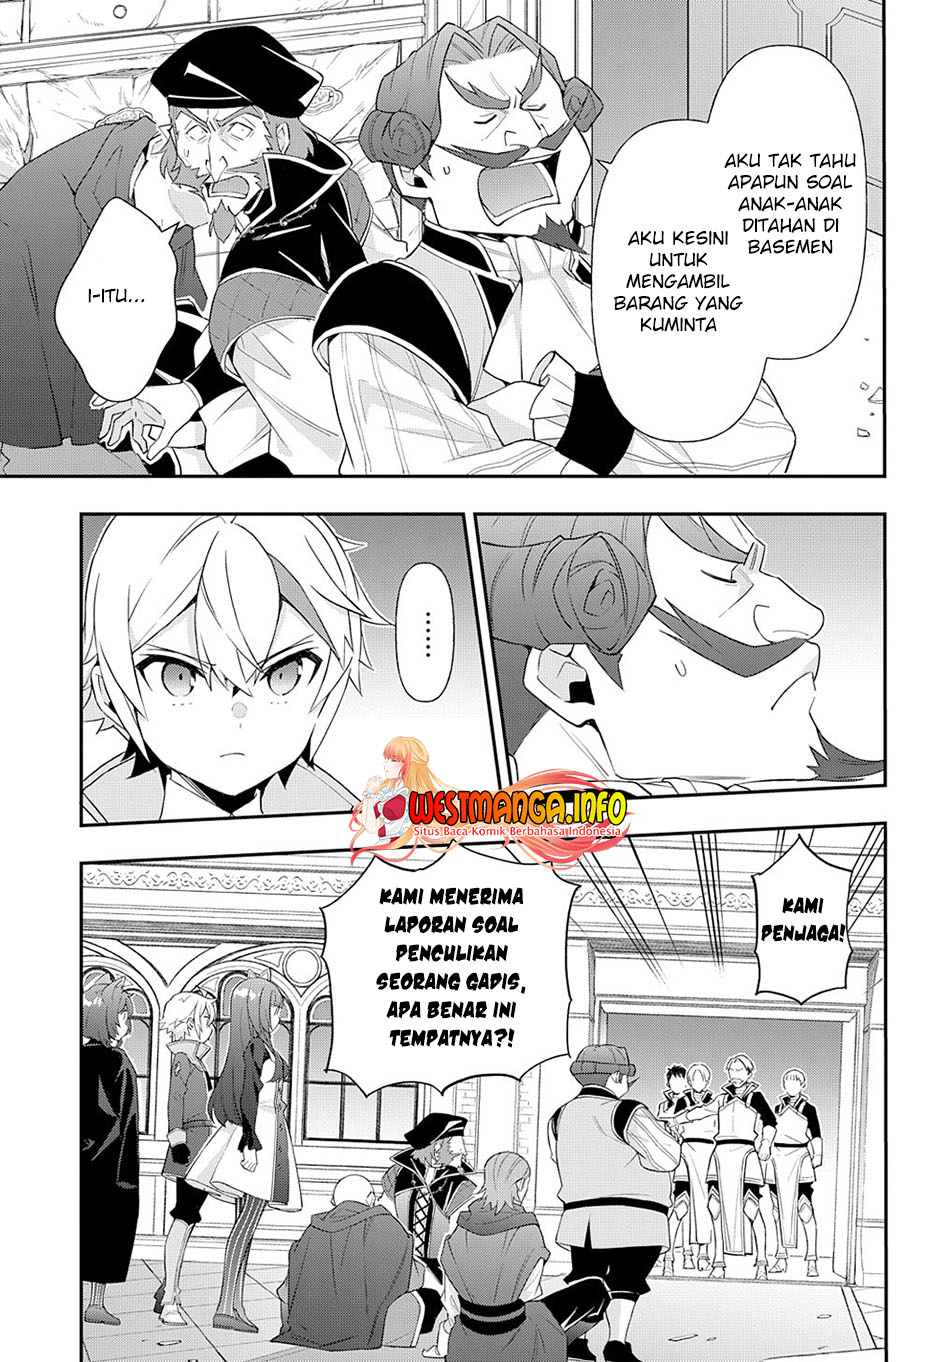 AKU TAK TAHU
APAPUN SOAL
ANAK-ANAK
DITAHAN DI
BASEMEN
AKU KESINI
UNTUK
MENGAMBIL
BARANG YANG
KUMINTA
I-ITU...
......
WESTMANGA.INFO
Situs Baca Komik Berbahasa Indonesia
KAMI
PENJAGA!
KAMI MENERIMA
LAPORAN SOAL
PENCULIKAN
SEORANG GADIS,
APA BENAR INI
TEMPATNYA?!